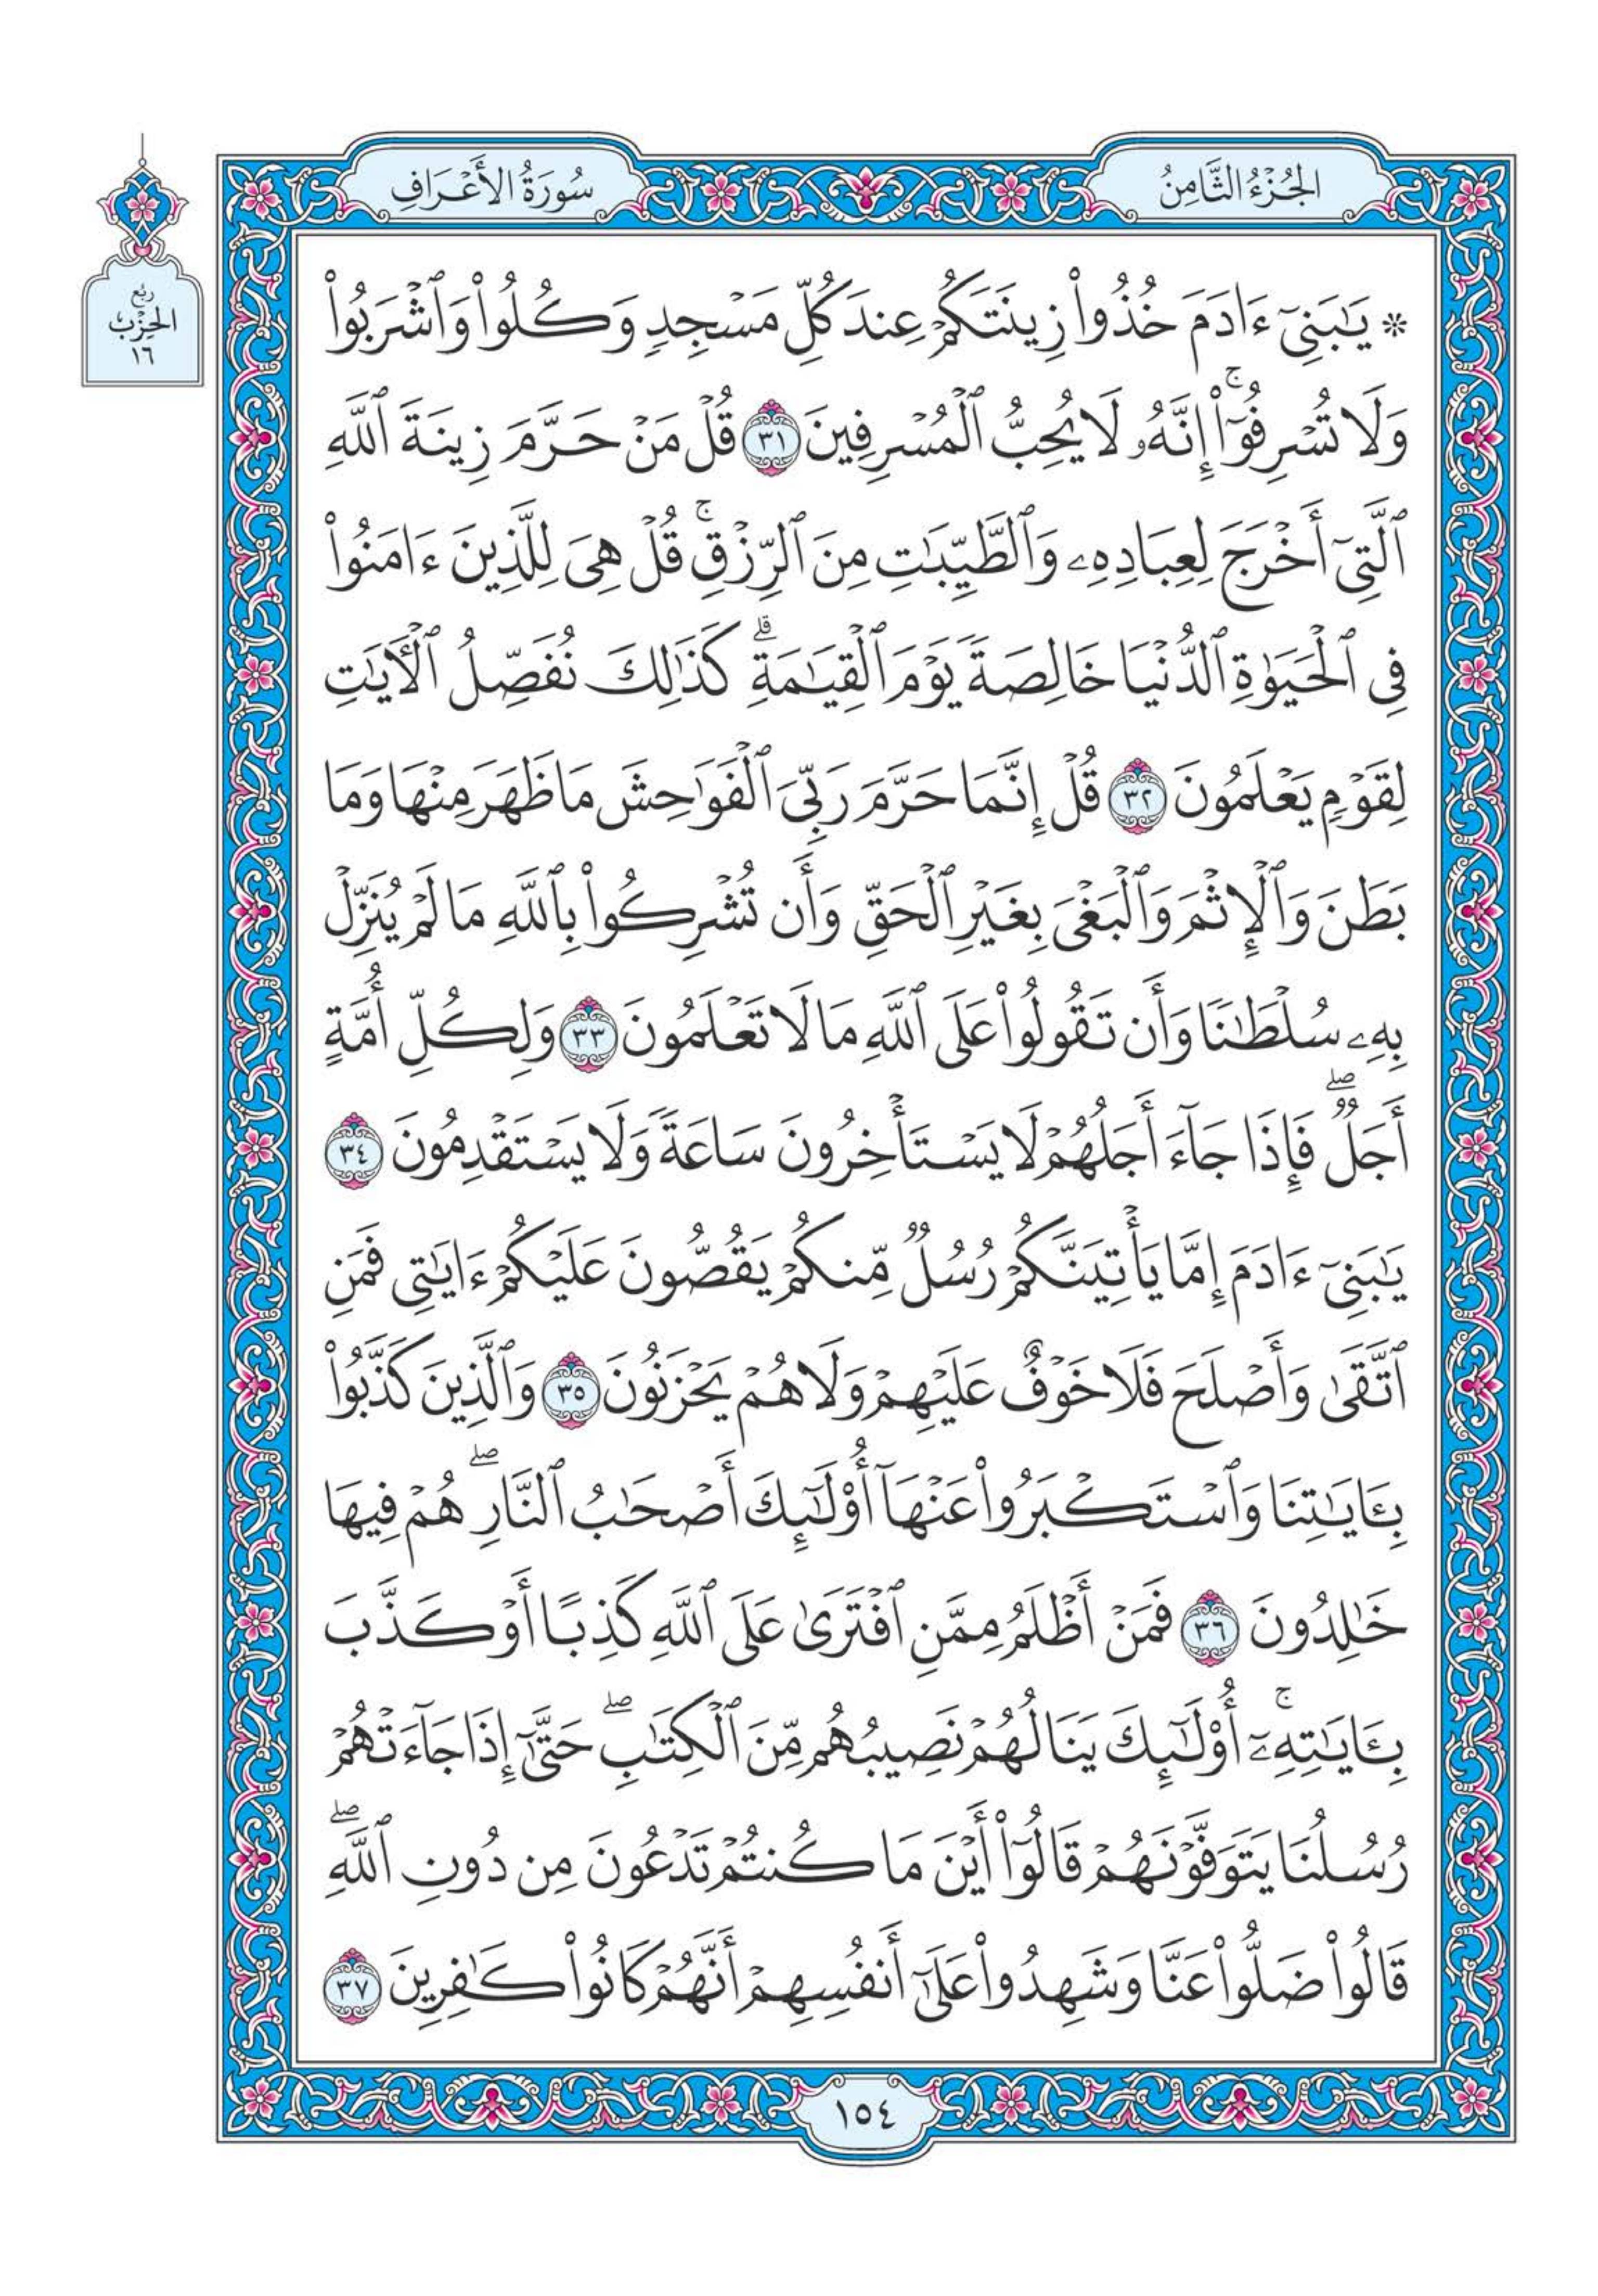 الجُزْءُ الثَّامِنُ
سُورَةُ الأَعْرَافِ
ربع
الحِزْب
١٦
* يَٰبَنِىٓ ءَادَمَ خُذُوا۟ زِينَتَكُمْ عِندَ كُلِّ مَسْجِدٍ وَكُلُوا۟ وَٱشْرَبُوا۟
وَلَا تُسْرِفُوٓا۟ ۚ إِنَّهُۥ لَا يُحِبُّ ٱلْمُسْرِفِينَ ٣١ قُلْ مَنْ حَرَّمَ زِينَةَ ٱللَّهِ
ٱلَّتِىٓ أَخْرَجَ لِعِبَادِهِۦ وَٱلطَّيِّبَٰتِ مِنَ ٱلرِّزْقِ ۚ قُلْ هِىَ لِلَّذِينَ ءَامَنُوا۟
فِى ٱلْحَيَوٰةِ ٱلدُّنْيَا خَالِصَةً يَوْمَ ٱلْقِيَٰمَةِ ۗ كَذَٰلِكَ نُفَصِّلُ ٱلْءَايَٰتِ
لِقَوْمٍ يَعْلَمُونَ ٣٢ قُلْ إِنَّمَا حَرَّمَ رَبِّىَ ٱلْفَوَٰحِشَ مَا ظَهَرَ مِنْهَا وَمَا
بَطَنَ وَٱلْإِثْمَ وَٱلْبَغْىَ بِغَيْرِ ٱلْحَقِّ وَأَن تُشْرِكُوا۟ بِٱللَّهِ مَا لَمْ يُنَزِّلْ
بِهِۦ سُلْطَٰنًا وَأَن تَقُولُوا۟ عَلَى ٱللَّهِ مَا لَا تَعْلَمُونَ ٣٣ وَلِكُلِّ أُمَّةٍ
أَجَلٌ ۖ فَإِذَا جَآءَ أَجَلُهُمْ لَا يَسْتَأْخِرُونَ سَاعَةً وَلَا يَسْتَقْدِمُونَ ٣٤
يَٰبَنِىٓ ءَادَمَ إِمَّا يَأْتِيَنَّكُمْ رُسُلٌ مِّنكُمْ يَقُصُّونَ عَلَيْكُمْ ءَايَٰتِى فَمَنِ
ٱتَّقَىٰ وَأَصْلَحَ فَلَا خَوْفٌ عَلَيْهِمْ وَلَا هُمْ يَحْزَنُونَ ٣٥ وَٱلَّذِينَ كَذَّبُوا۟
بِـَٔايَٰتِنَا وَٱسْتَكْبَرُوا۟ عَنْهَآ أُو۟لَٰٓئِكَ أَصْحَٰبُ ٱلنَّارِ ۖ هُمْ فِيهَا
خَٰلِدُونَ ٣٦ فَمَنْ أَظْلَمُ مِمَّنِ ٱفْتَرَىٰ عَلَى ٱللَّهِ كَذِبًا أَوْ كَذَّبَ
بِـَٔايَٰتِهِۦٓ ۚ أُو۟لَٰٓئِكَ يَنَالُهُمْ نَصِيبُهُم مِّنَ ٱلْكِتَٰبِ ۖ حَتَّىٰٓ إِذَا جَآءَتْهُمْ
رُسُلُنَا يَتَوَفَّوْنَهُمْ قَالُوٓا۟ أَيْنَ مَا كُنتُمْ تَدْعُونَ مِن دُونِ ٱللَّهِ ۖ
قَالُوا۟ ضَلُّوا۟ عَنَّا وَشَهِدُوا۟ عَلَىٰٓ أَنفُسِهِمْ أَنَّهُمْ كَانُوا۟ كَٰفِرِينَ ٣٧
١٥٤